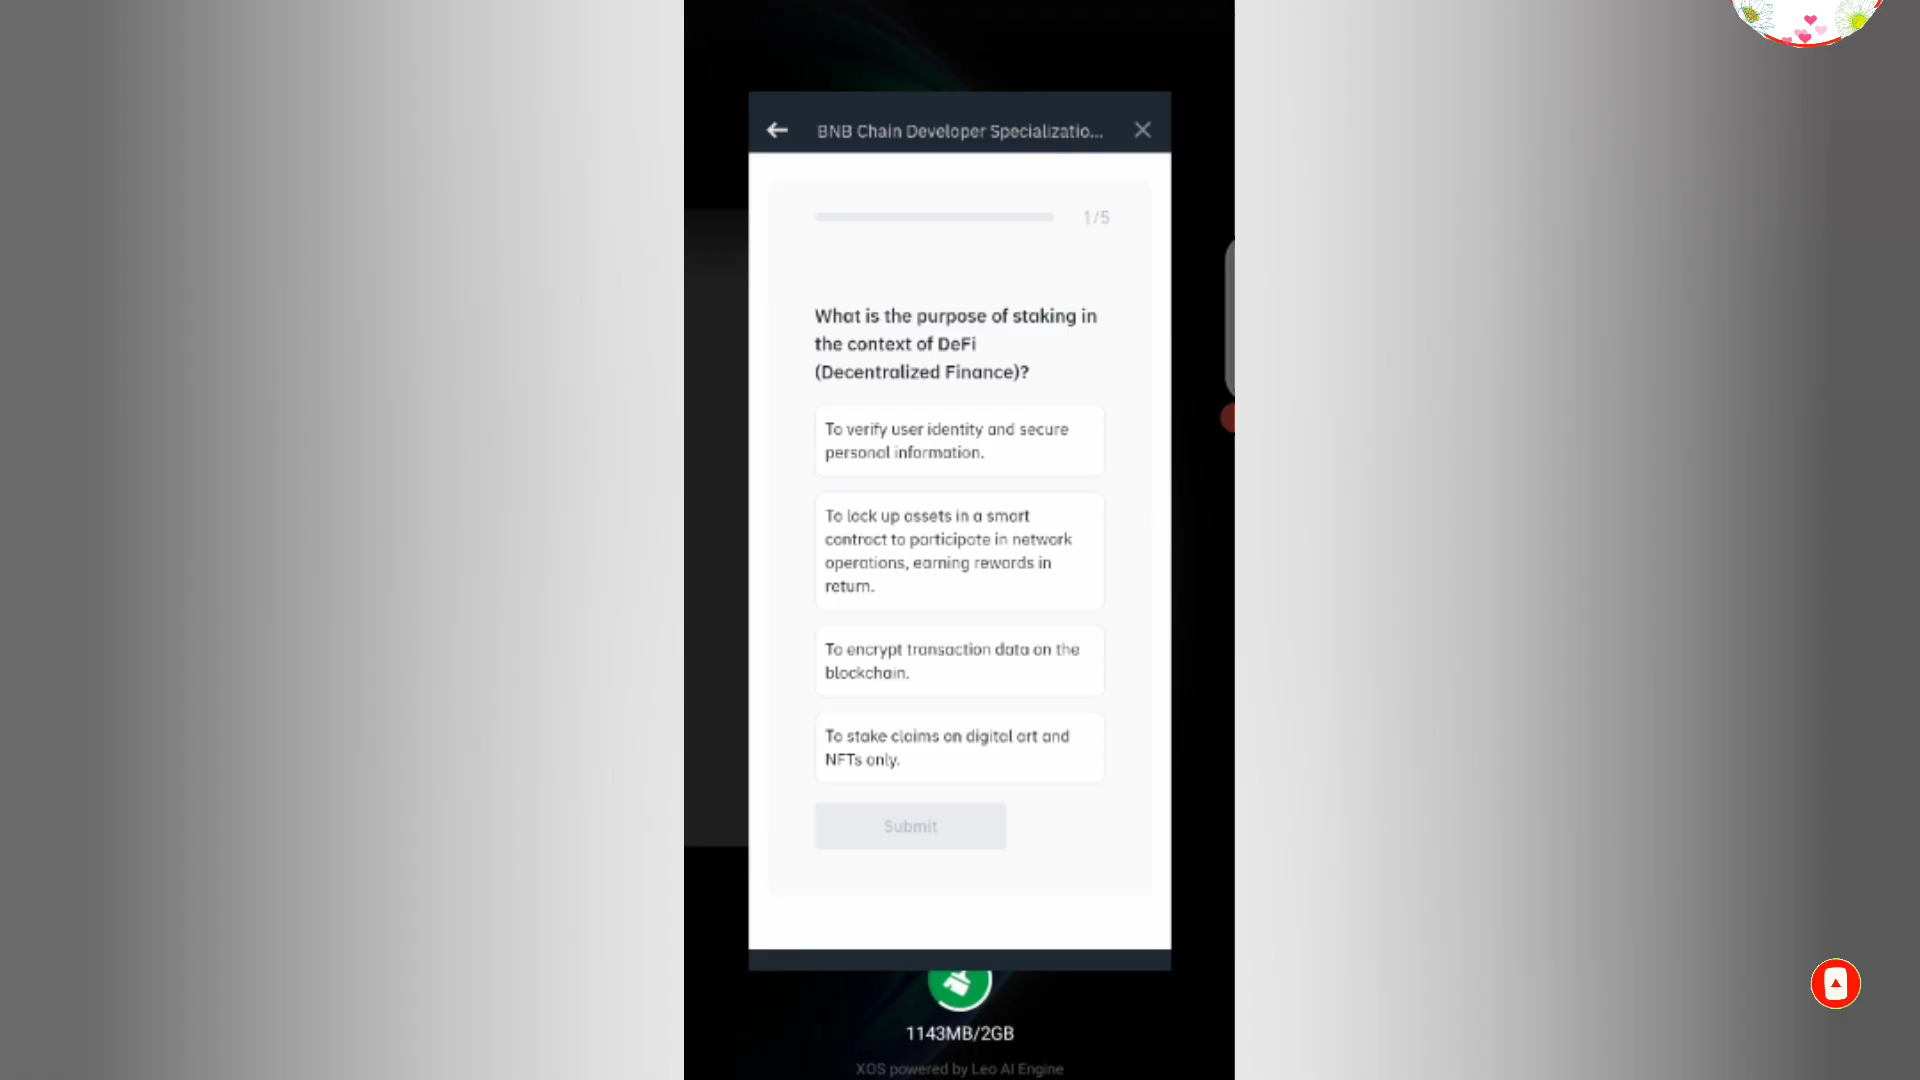 BNB Chain Developer Specializatio...
1/5
What is the purpose of staking in
the context of DeFi
(Decentralized Finance)?
To verify user identity and secure
personal information.
To lock up assets in a smart
contract to participate in network
operations, earning rewards in
return.
To encrypt transaction data on the
blockchain.
To stake claims on digital art and
NFTs only.
Submit
1143MB/2GB
XOS powered by Leo AI Engine